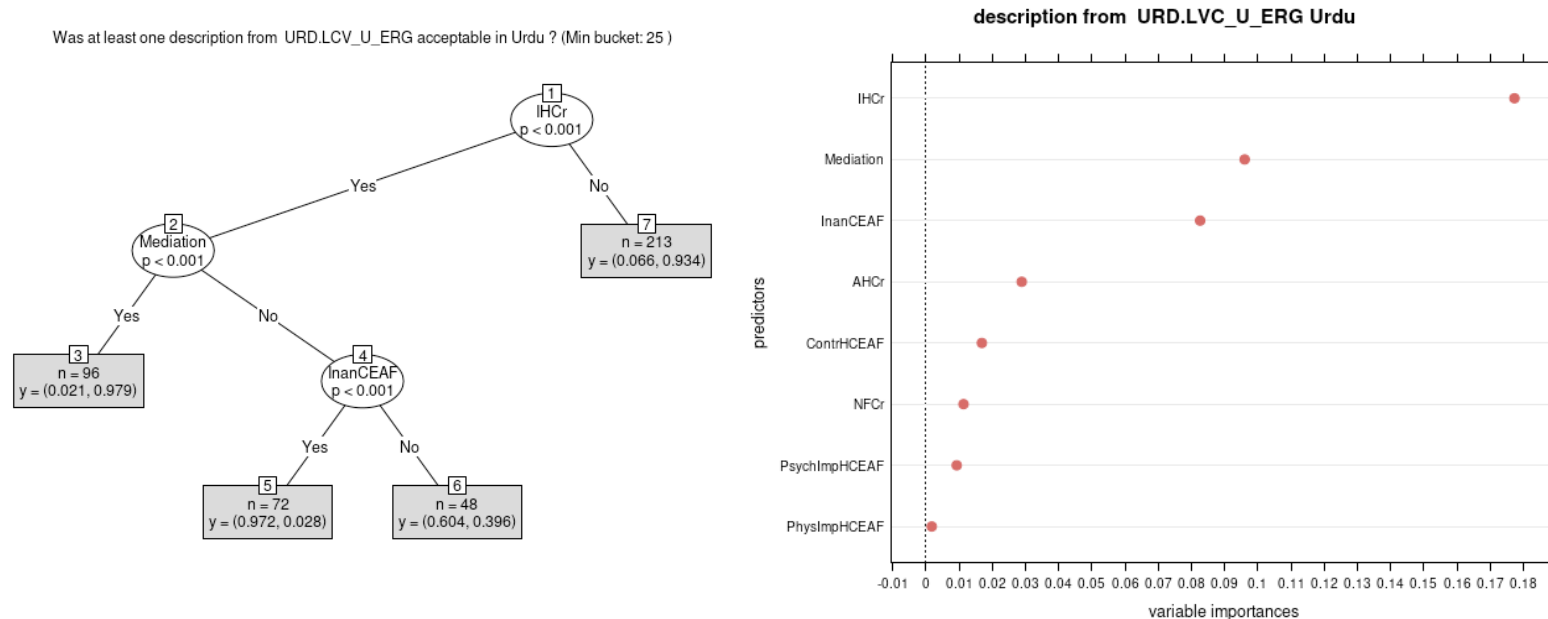 Was at least one description from URD.LCV_U_ERG acceptable in Urdu ? (Min bucket: 25 )
1
IHCr
p < 0.001
Yes
No
2
Mediation
p < 0.001
7
n = 213
y = (0.066, 0.934)
Yes
No
3
n = 96
y = (0.021, 0.979)
4
InanCEAF
p < 0.001
Yes
No
5
n = 72
y = (0.972, 0.028)
6
n = 48
y = (0.604, 0.396)
description from URD.LVC_U_ERG Urdu
predictors
IHCr
Mediation
InanCEAF
AHCr
ContrHCEAF
NFCr
PsychImpHCEAF
PhysImpHCEAF
-0.01 0 0.01 0.02 0.03 0.04 0.05 0.06 0.07 0.08 0.09 0.1 0.11 0.12 0.13 0.14 0.15 0.16 0.17 0.18
variable importances